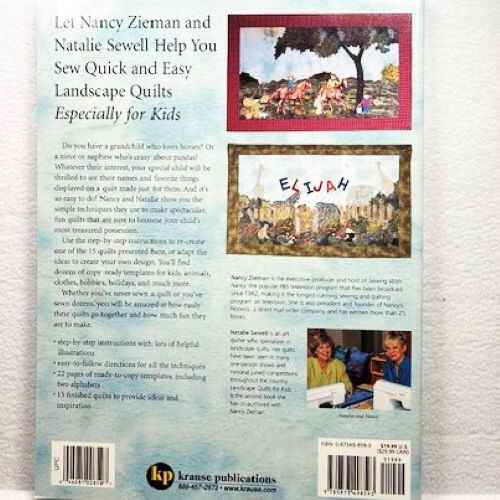 Let Nancy Zieman and
Natalie Sewell Help You
Sew Quick and Easy
Landscape Quilts
Especially for Kids
Do you have a grandchild who loves horses? Or
a niece or nephew who's crazy about pandas?
Whatever their interest, your special child will be
thrilled to see their names and favorite things
displayed on a quilt made just for them. And it's
so easy to do! Nancy and Natalie show you the
simple techniques they use to make spectacular,
fun quilts that are sure to become your child's
most treasured possession.
Use the step-by-step instructions to re-create
one of the 15 quilts presented here, or adapt the
ideas to create your own design. You'll find
dozens of copy-ready templates for kids, animals,
clothes, hobbies, holidays, and much more.
Whether you've never sewn a quilt or you've
sewn dozens, you will be amazed at how easily
these quilts go together and how much fun they
are to make.
• step-by-step instructions with lots of helpful
illustrations
• easy-to-follow directions for all the techniques
• 22 pages of ready-to-copy templates, including
two alphabets
• 15 finished quilts to provide ideas and
inspiration
ELIJAH
Nancy Zieman is the executive producer and host of Sewing With
Nancy, the popular PBS television program that has been broadcast
since 1982, making it the longest-running sewing and quilting
program on television. She is also president and founder of Nancy's
Notions, a direct mail order company, and has written more than 25
books.
Natalie Sewell is an art
quilter who specializes in
landscape quilts. Her quilts
have been seen in many
one-person shows and
national juried competitions
throughout the country.
Landscape Quilts for Kids
is the second book she
has co-authored with
Nancy Zieman.
Natalie and Nancy
UPC
kp krause publications
888-457-2873 • www.krause.com
ISBN 0-87349-859-3
$19.99 U.S.
($29.99 CAN)
51999